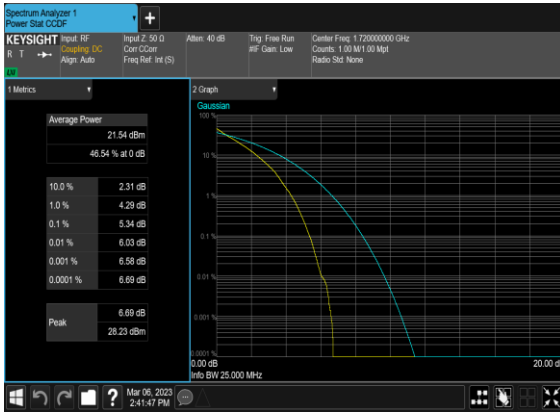 Spectrum Analyzer 1
Power Stat CCDF
+
KEYSIGHT
R T
Input: RF
Coupling: DC
Align: Auto
Input Z: 50 Ω
Corr CCorr
Freq Ref: Int (S)
Atten: 40 dB
Trig: Free Run
#IF Gain: Low
Center Freq: 1.720000000 GHz
Counts: 1.00 M/1.00 Mpt
Radio Std: None
1 Metrics
Average Power
21.54 dBm
46.54 % at 0 dB
10.0 % 2.31 dB
1.0 % 4.29 dB
0.1 % 5.34 dB
0.01 % 6.03 dB
0.001 % 6.58 dB
0.0001 % 6.69 dB
Peak
6.69 dB
28.23 dBm
2 Graph
Gaussian
100 %
10 %
1 %
0.1 %
0.01 %
0.001 %
0.0001 %
0.00 dB
20.00 d
Info BW 25.000 MHz
?
Mar 06, 2023
2:41:47 PM